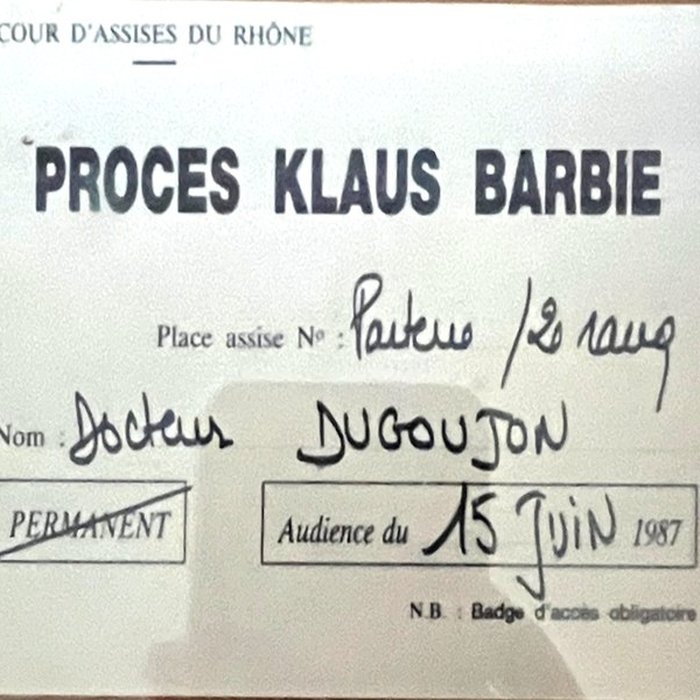 COUR D'ASSISES DU RHÔNE
PROCES KLAUS BARBIE
Place assise Nº : Parterre /2e rang
Nom : Docteur DUGOUJON
PERMANENT
Audience du 15 JUIN 1987
N.B. : Badge d'accès obligatoire